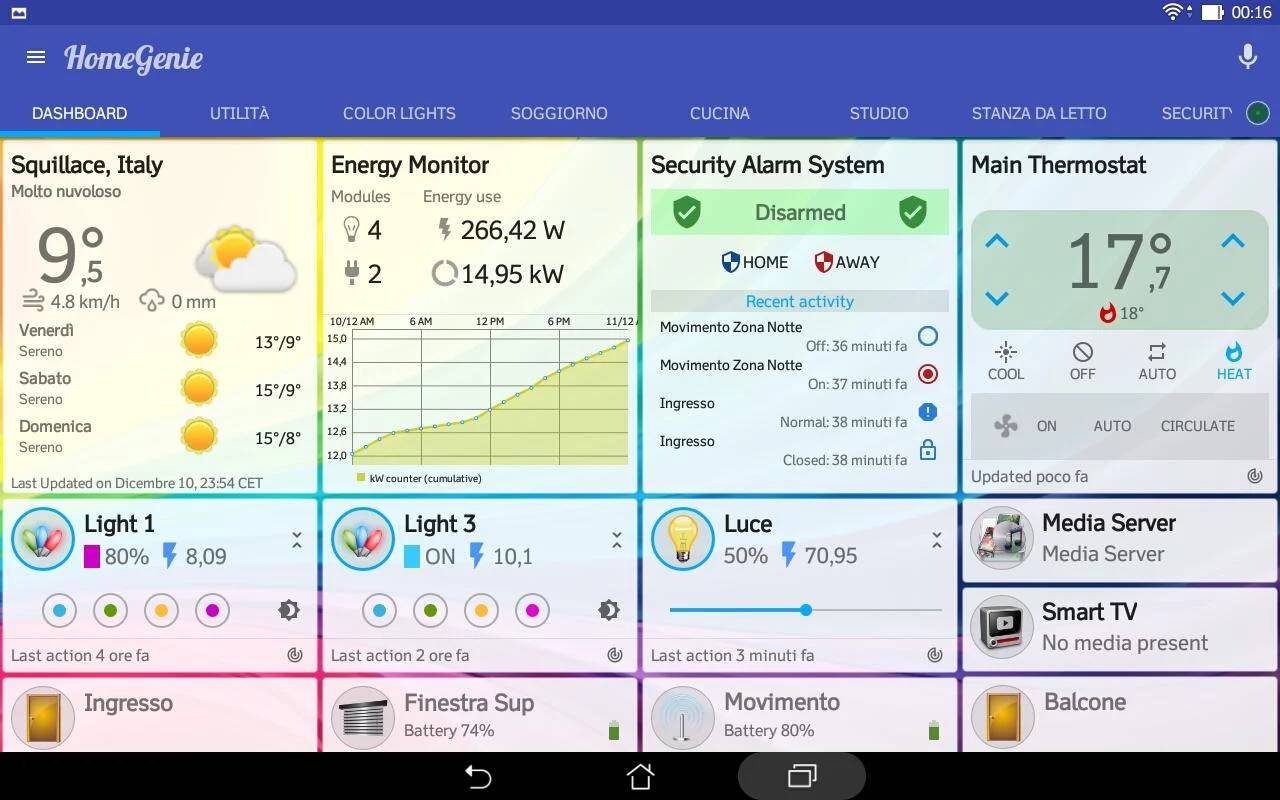 00:16
HomeGenie
DASHBOARD UTILITÀ COLOR LIGHTS SOGGIORNO CUCINA STUDIO STANZA DA LETTO SECURITY
Squillace, Italy
Molto nuvoloso
9°,5
4.8 km/h 0 mm
Venerdì
Sereno
13°/9°
Sabato
Sereno
15°/9°
Domenica
Sereno
15°/8°
Last Updated on Dicembre 10, 23:54 CET
Energy Monitor
Modules Energy use
4 266,42 W
2 14,95 kW
10/12 AM 6 AM 12 PM 6 PM 11/12
15,0
14,4
13,8
13,2
12,6
12,0
kW counter (cumulative)
Security Alarm System
Disarmed
HOME AWAY
Recent activity
Movimento Zona Notte
Off: 36 minuti fa
Movimento Zona Notte
On: 37 minuti fa
Ingresso
Normal: 38 minuti fa
Ingresso
Closed: 38 minuti fa
Main Thermostat
17°,7
18°
COOL OFF AUTO HEAT
ON AUTO CIRCULATE
Updated poco fa
Light 1
80% 8,09
Last action 4 ore fa
Light 3
ON 10,1
Last action 2 ore fa
Luce
50% 70,95
Last action 3 minuti fa
Media Server
Media Server
Smart TV
No media present
Ingresso
Finestra Sup
Battery 74%
Movimento
Battery 80%
Balcone